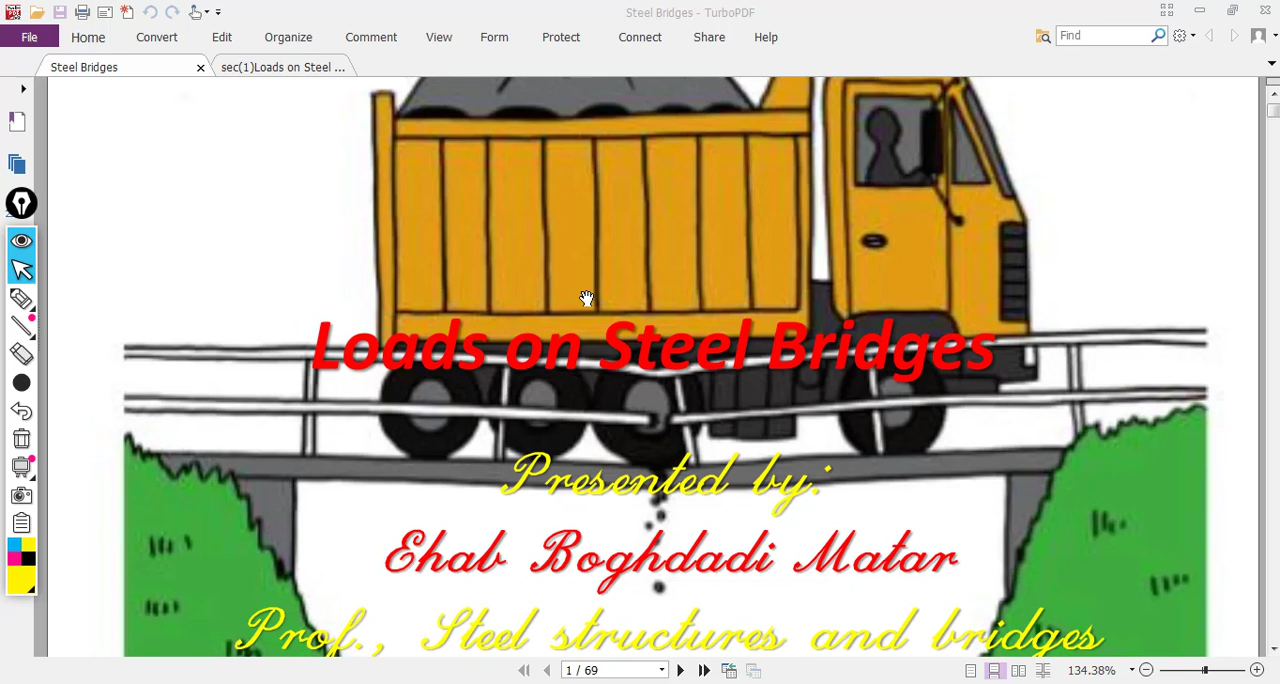 Steel Bridges - TurboPDF
File Home Convert Edit Organize Comment View Form Protect Connect Share Help Find
Steel Bridges sec(1)Loads on Steel ...
Loads on Steel Bridges
Presented by:
Ehab Boghdadi Matar
Prof., Steel structures and bridges
1 / 69 134.38%